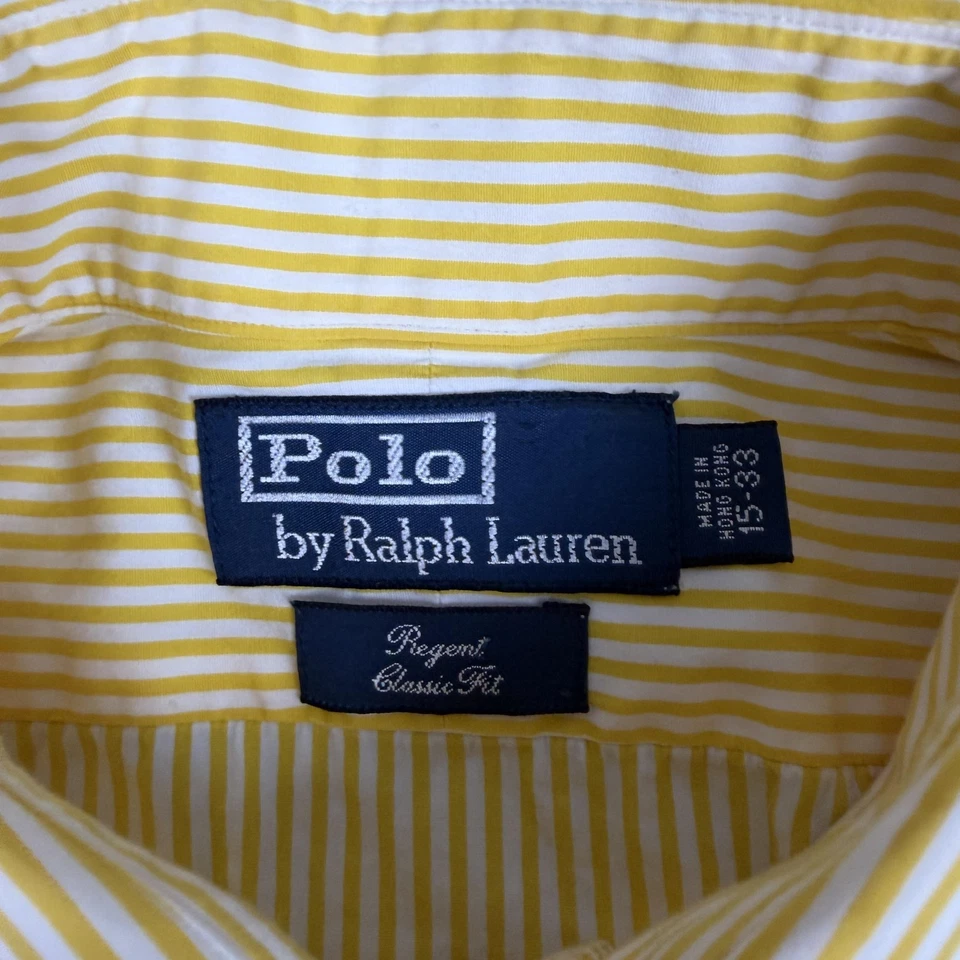 Polo
by Ralph Lauren
MADE IN
HONG KONG
15-33
Regent
Classic Fit